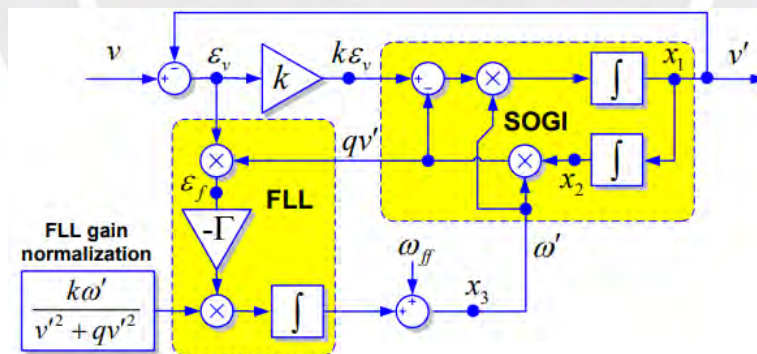 v
ε_v
kε_v
x_1
v'
+
-
k
+
-
×
∫
SOGI
qv'
×
x_2
∫
×
ε_f
FLL
-Γ
FLL gain
normalization
kω'
v'^2 + qv'^2
×
∫
ω_ff
+
+
x_3
ω'